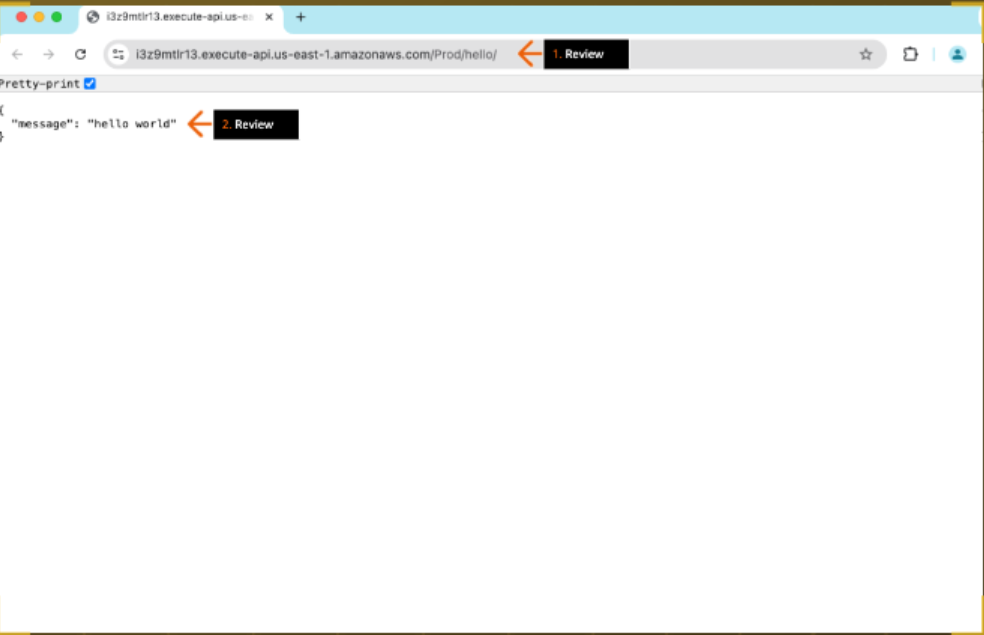 i3z9mtlr13.execute-api.us-ea
i3z9mtlr13.execute-api.us-east-1.amazonaws.com/Prod/hello/
1. Review
Pretty-print
{
"message": "hello world"
2. Review
}